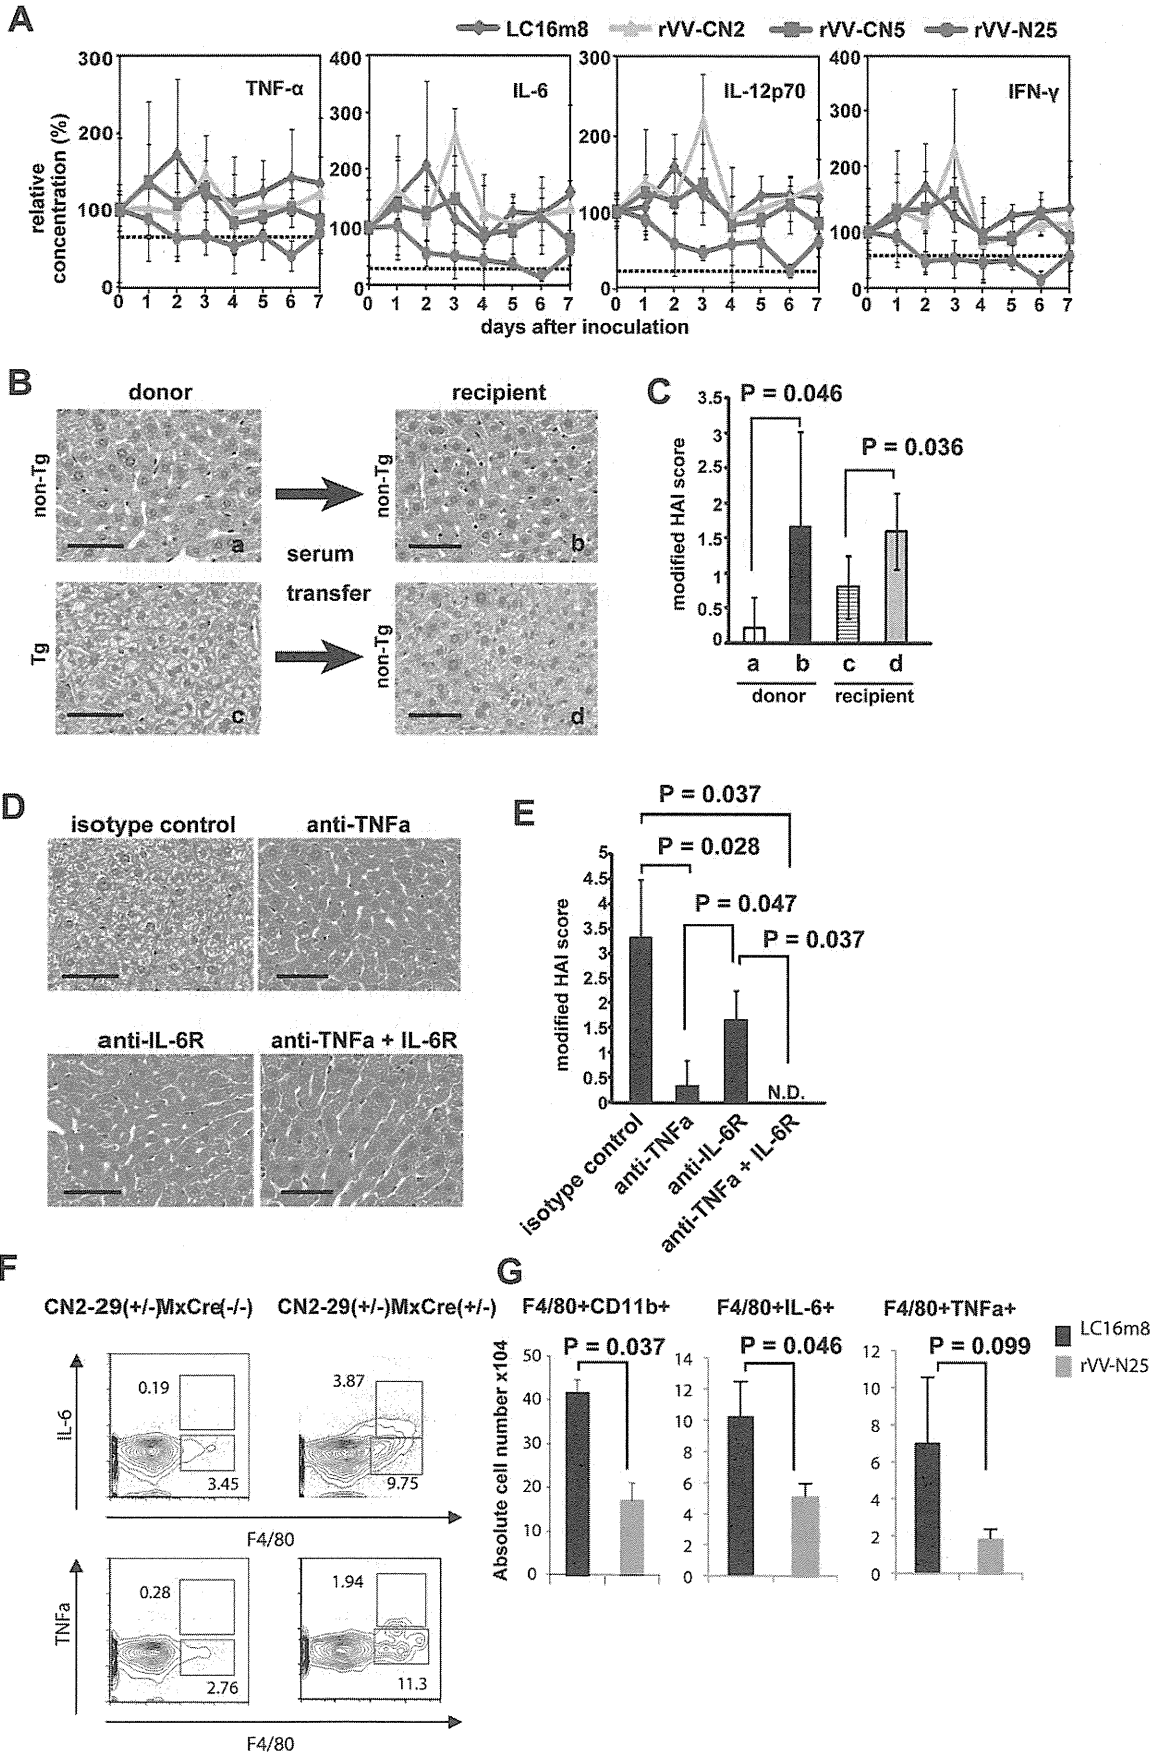 A
LC16m8 rVV-CN2 rVV-CN5 rVV-N25
300 400 300 400
TNF-α IL-6 IL-12p70 IFN-γ
200 300 200 300
200 200
100 100 100 100
0 0 0 0
relative
concentration (%)
0 1 2 3 4 5 6 7 0 1 2 3 4 5 6 7 0 1 2 3 4 5 6 7 0 1 2 3 4 5 6 7
days after inoculation
B
donor recipient
non-Tg non-Tg
a b
serum
transfer
Tg non-Tg
c d
C
P = 0.046
P = 0.036
modified HAI score
3.5
3
2.5
2
1.5
1
0.5
0
a b c d
donor recipient
D
isotype control anti-TNFa
anti-IL-6R anti-TNFa + IL-6R
E
P = 0.037
P = 0.028
P = 0.047
P = 0.037
modified HAI score
5
4.5
4
3.5
3
2.5
2
1.5
1
0.5
0
N.D.
isotype control
anti-TNFa
anti-IL-6R
anti-TNFa + IL-6R
F
CN2-29(+/-)MxCre(-/-) CN2-29(+/-)MxCre(+/-)
IL-6
0.19 3.87
3.45 9.75
F4/80
TNFa
0.28 1.94
2.76 11.3
F4/80
G
F4/80+CD11b+ F4/80+IL-6+ F4/80+TNFa+
LC16m8
rVV-N25
P = 0.037 P = 0.046 P = 0.099
Absolute cell number x104
50
40
30
20
10
0
14
12
10
8
6
4
2
0
12
10
8
6
4
2
0